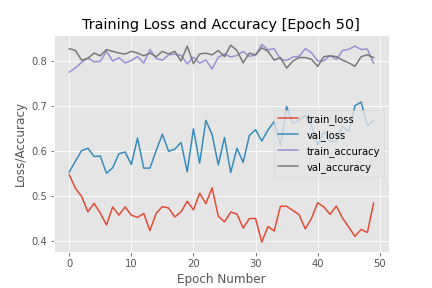 Training Loss and Accuracy [Epoch 50]
0.8
0.7
0.6
0.5
0.4
Loss/Accuracy
train_loss
val_loss
train_accuracy
val_accuracy
0
10
20
30
40
50
Epoch Number